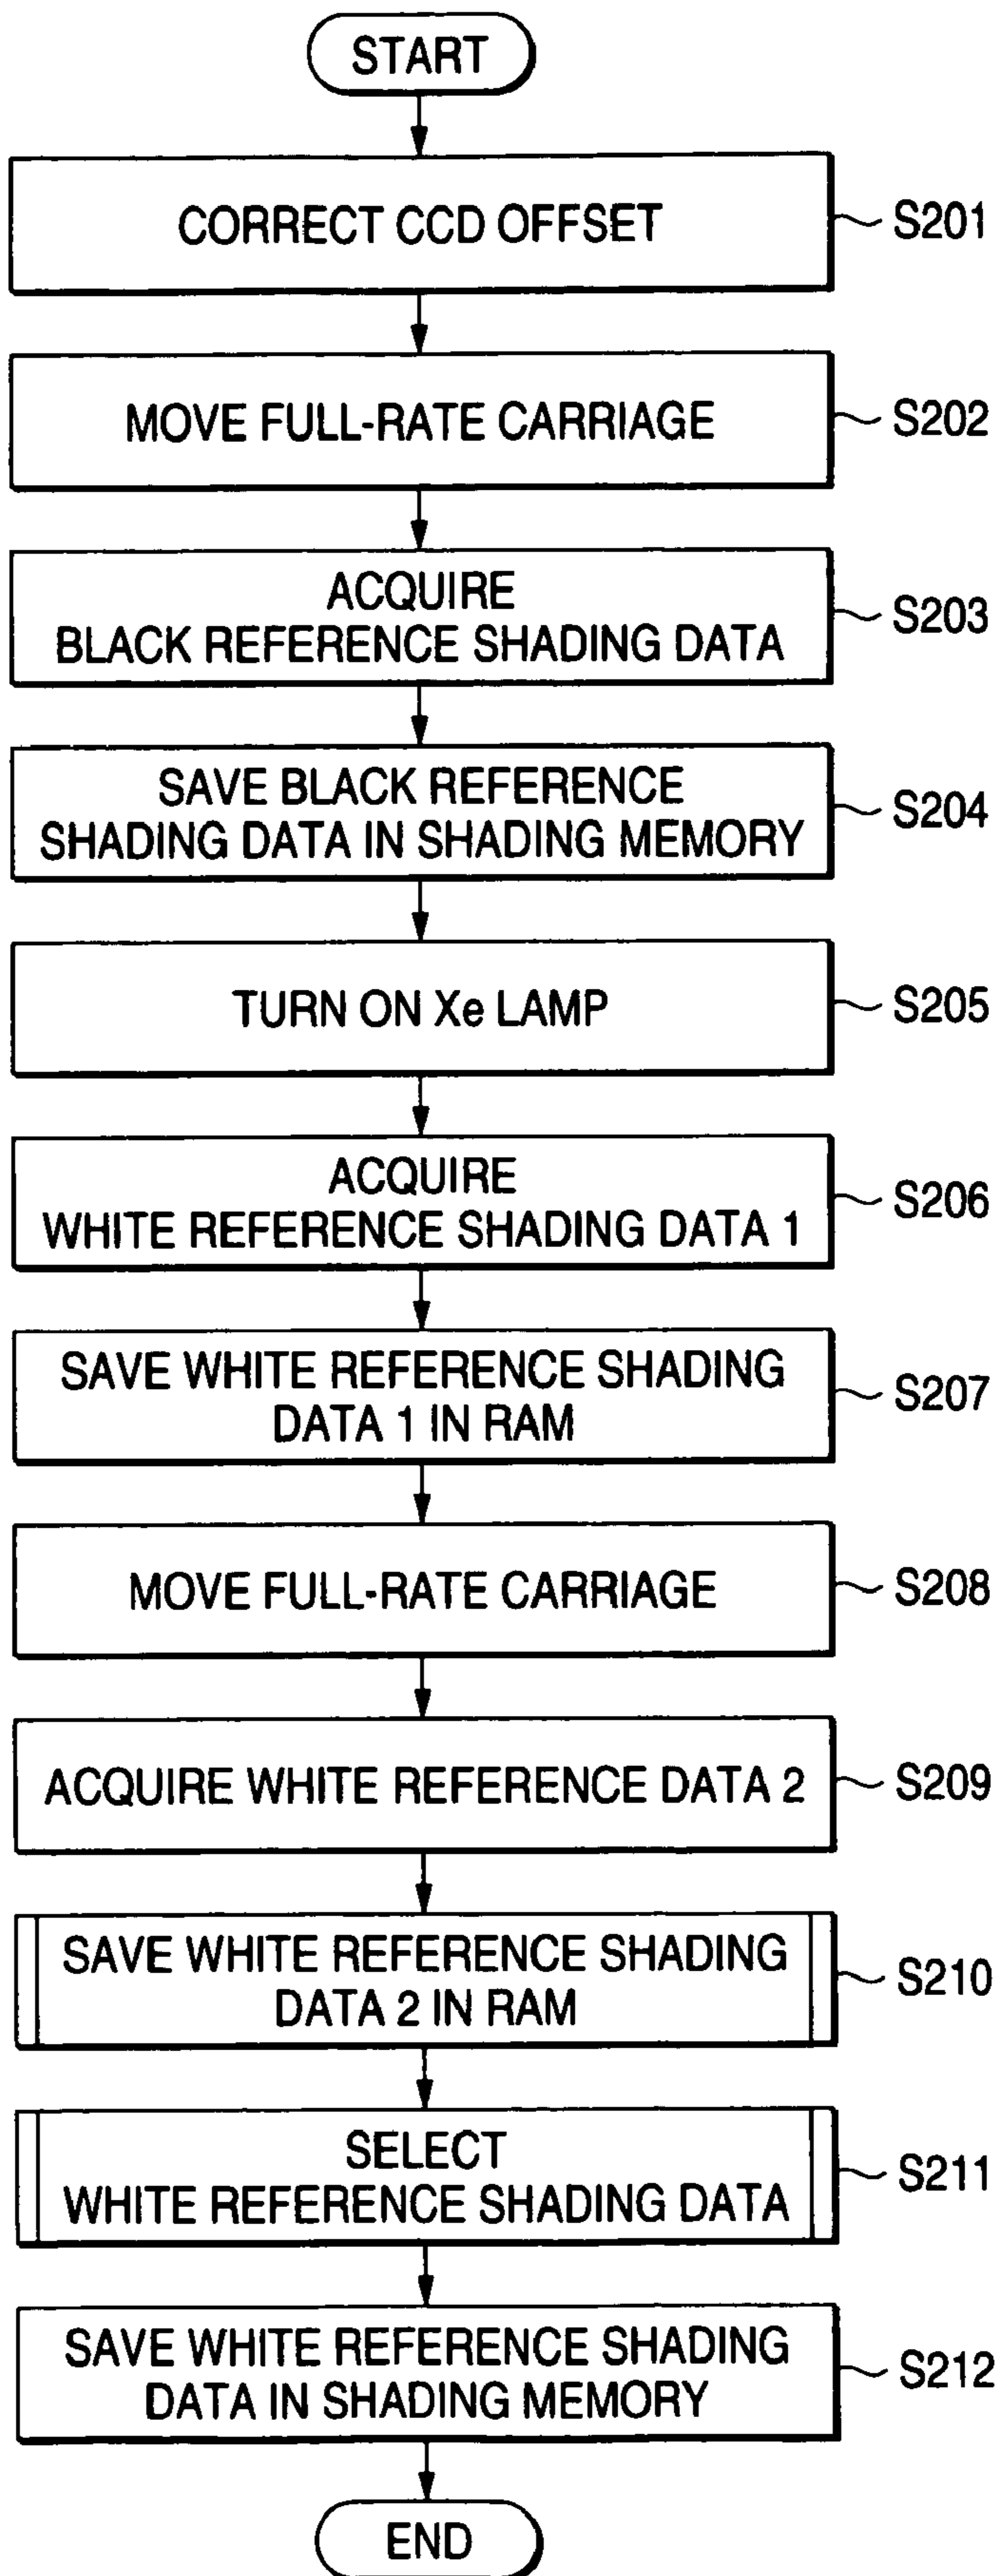 START
CORRECT CCD OFFSET
S201
MOVE FULL-RATE CARRIAGE
S202
ACQUIRE
BLACK REFERENCE SHADING DATA
S203
SAVE BLACK REFERENCE
SHADING DATA IN SHADING MEMORY
S204
TURN ON Xe LAMP
S205
ACQUIRE
WHITE REFERENCE SHADING DATA 1
S206
SAVE WHITE REFERENCE SHADING
DATA 1 IN RAM
S207
MOVE FULL-RATE CARRIAGE
S208
ACQUIRE WHITE REFERENCE DATA 2
S209
SAVE WHITE REFERENCE SHADING
DATA 2 IN RAM
S210
SELECT
WHITE REFERENCE SHADING DATA
S211
SAVE WHITE REFERENCE SHADING
DATA IN SHADING MEMORY
S212
END